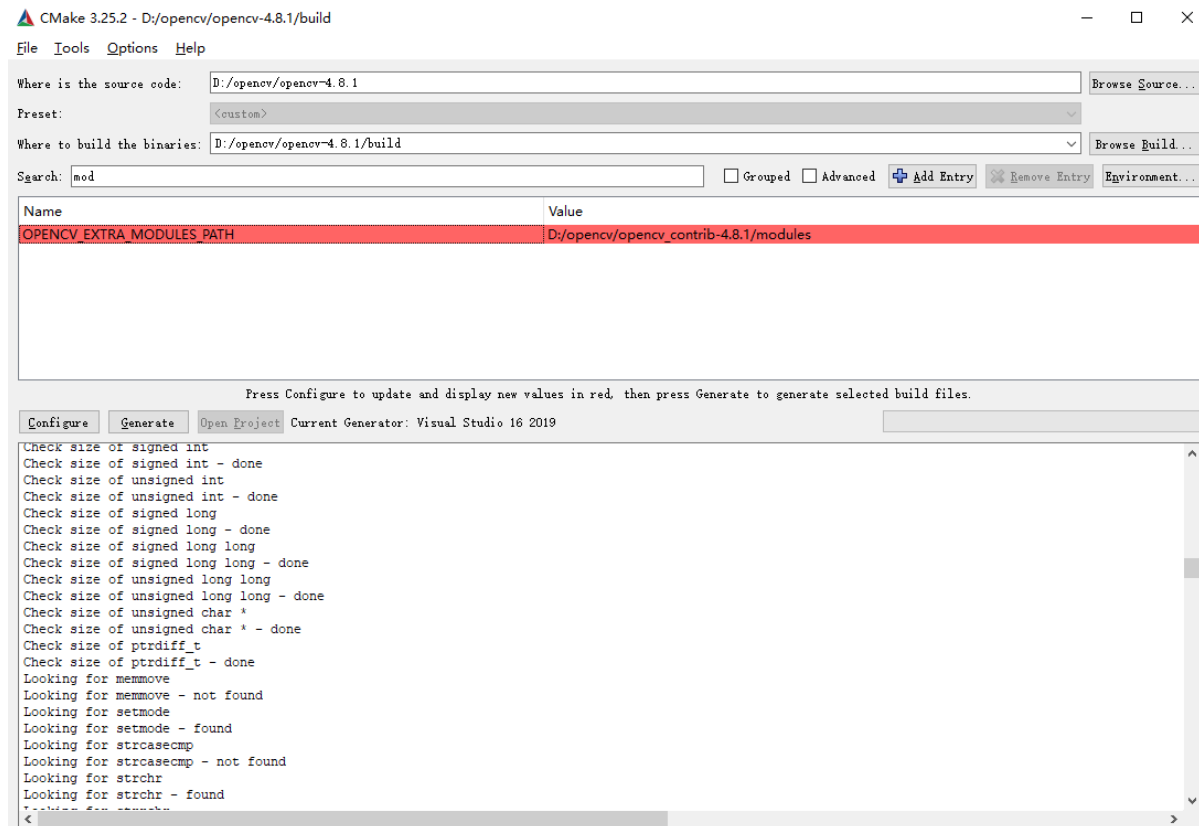 CMake 3.25.2 - D:/opencv/opencv-4.8.1/build
File Tools Options Help
Where is the source code: D:/opencv/opencv-4.8.1 Browse Source...
Preset: <custom>
Where to build the binaries: D:/opencv/opencv-4.8.1/build Browse Build...
Search: mod Grouped Advanced Add Entry Remove Entry Environment...
Name Value
OPENCV_EXTRA_MODULES_PATH D:/opencv/opencv_contrib-4.8.1/modules
Press Configure to update and display new values in red, then press Generate to generate selected build files.
Configure Generate Open Project Current Generator: Visual Studio 16 2019
Check size of signed int
Check size of signed int - done
Check size of unsigned int
Check size of unsigned int - done
Check size of signed long
Check size of signed long - done
Check size of signed long long
Check size of signed long long - done
Check size of unsigned long long
Check size of unsigned long long - done
Check size of unsigned char *
Check size of unsigned char * - done
Check size of ptrdiff_t
Check size of ptrdiff_t - done
Looking for memmove
Looking for memmove - not found
Looking for setmode
Looking for setmode - found
Looking for strcasecmp
Looking for strcasecmp - not found
Looking for strchr
Looking for strchr - found